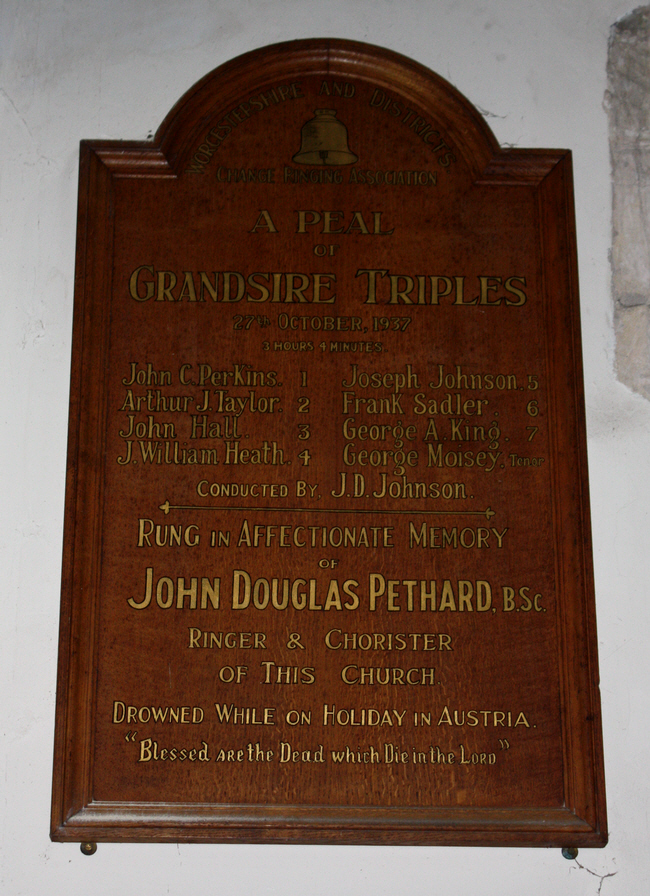 WORCESTERSHIRE AND DISTRICTS
CHANGE RINGING ASSOCIATION
A PEAL
OF
GRANDSIRE TRIPLES
27TH OCTOBER, 1937
3 HOURS 4 MINUTES
John C. Perkins. 1
Arthur J. Taylor. 2
John Hall. 3
J. William Heath. 4
Joseph Johnson. 5
Frank Sadler. 6
George A. King. 7
George Moisey, Tenor
CONDUCTED BY, J.D. JOHNSON.
RUNG IN AFFECTIONATE MEMORY
OF
JOHN DOUGLAS PETHARD, B.Sc.
RINGER & CHORISTER
OF THIS CHURCH.
DROWNED WHILE ON HOLIDAY IN AUSTRIA.
"Blessed are the Dead which Die in the Lord"